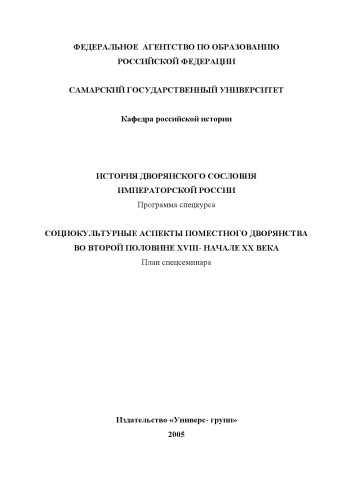 ФЕДЕРАЛЬНОЕ АГЕНТСТВО ПО ОБРАЗОВАНИЮ
РОССИЙСКОЙ ФЕДЕРАЦИИ
САМАРСКИЙ ГОСУДАРСТВЕННЫЙ УНИВЕРСИТЕТ
Кафедра российской истории
ИСТОРИЯ ДВОРЯНСКОГО СОСЛОВИЯ
ИМПЕРАТОРСКОЙ РОССИИ
Программа спецкурса
СОЦИОКУЛЬТУРНЫЕ АСПЕКТЫ ПОМЕСТНОГО ДВОРЯНСТВА
ВО ВТОРОЙ ПОЛОВИНЕ XVIII- НАЧАЛЕ XX ВЕКА
План спецсеминара
Издательство «Универс- групп»
2005